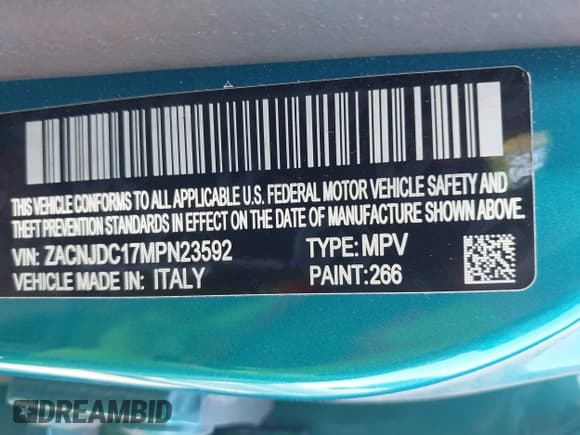 THIS VEHICLE CONFORMS TO ALL APPLICABLE U.S. FEDERAL MOTOR VEHICLE SAFETY AND
THEFT PREVENTION STANDARDS IN EFFECT ON THE DATE OF MANUFACTURE SHOWN ABOVE.
VIN: ZACNJDC17MPN23592 TYPE: MPV
VEHICLE MADE IN: ITALY PAINT: 266
DREAMBID